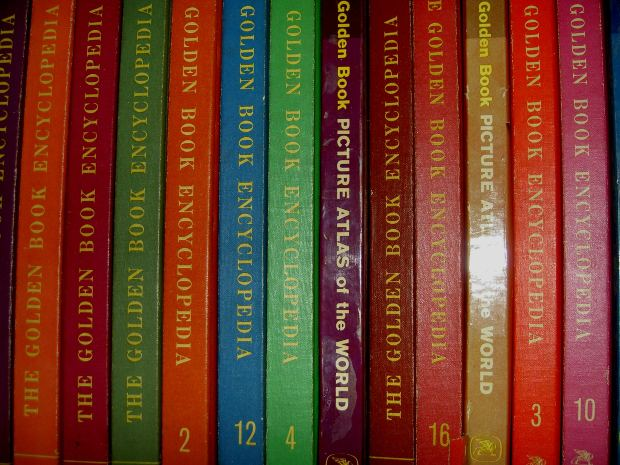 ENCYCLOPEDIA
THE GOLDEN BOOK ENCYCLOPEDIA
THE GOLDEN BOOK ENCYCLOPEDIA
THE GOLDEN BOOK ENCYCLOPEDIA
GOLDEN BOOK ENCYCLOPEDIA
2
GOLDEN BOOK ENCYCLOPEDIA
12
GOLDEN BOOK ENCYCLOPEDIA
4
Golden Book PICTURE ATLAS of the WORLD
THE GOLDEN BOOK ENCYCLOPEDIA
E GOLDEN BOOK ENCYCLOPEDIA
16
Golden Book PICTURE the WORLD
GOLDEN BOOK ENCYCLOPEDIA
3
GOLDEN BOOK ENCYCLOPEDIA
10